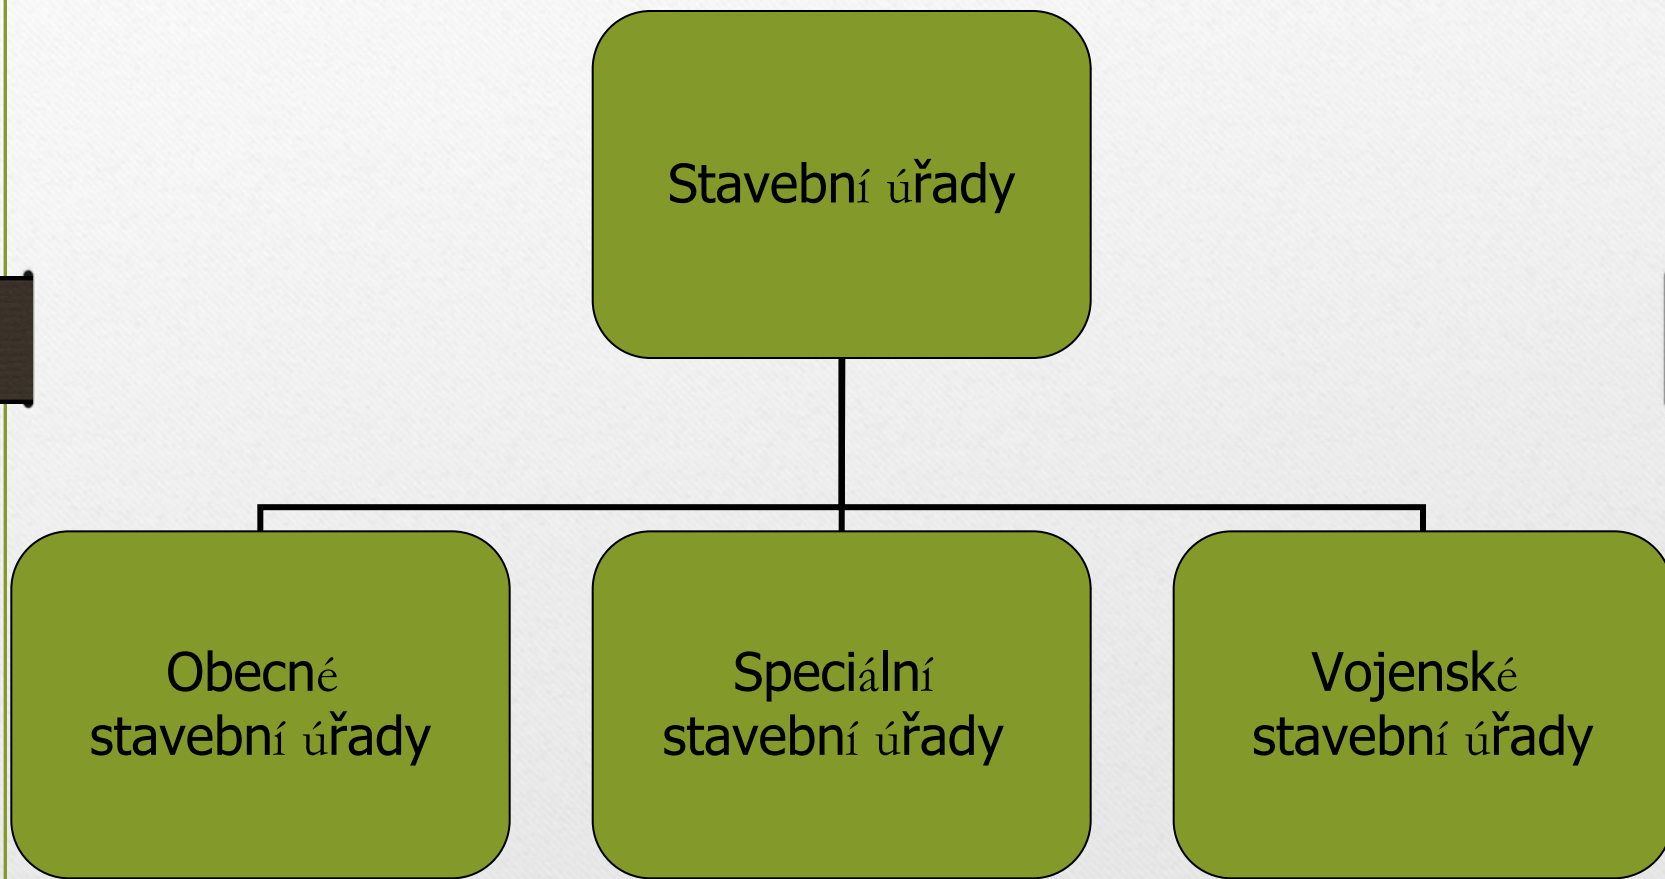 Stavební úřady
Obecné
stavební úřady
Speciální
stavební úřady
Vojenské
stavební úřady